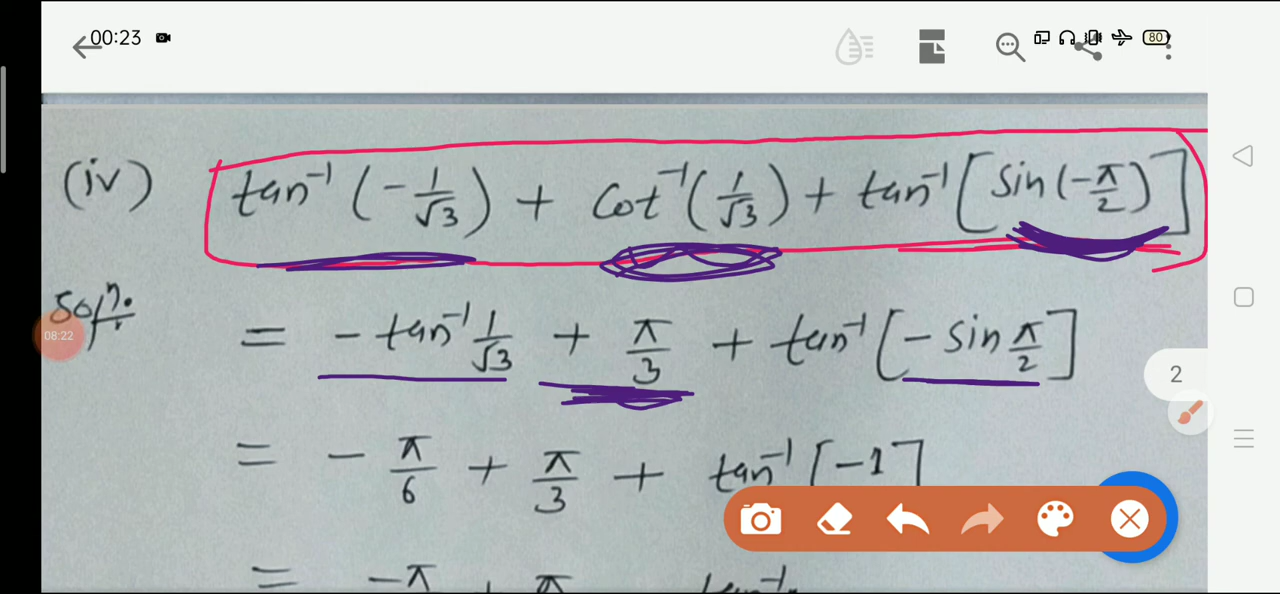 00:23
80
(iv) tan⁻¹(-1/√3) + Cot⁻¹(1/√3) + tan⁻¹[sin(-π/2)]
Solⁿ.
08:22
= -tan⁻¹ 1/√3 + π/3 + tan⁻¹[-sin π/2]
2
= -π/6 + π/3 + tan⁻¹[-1]